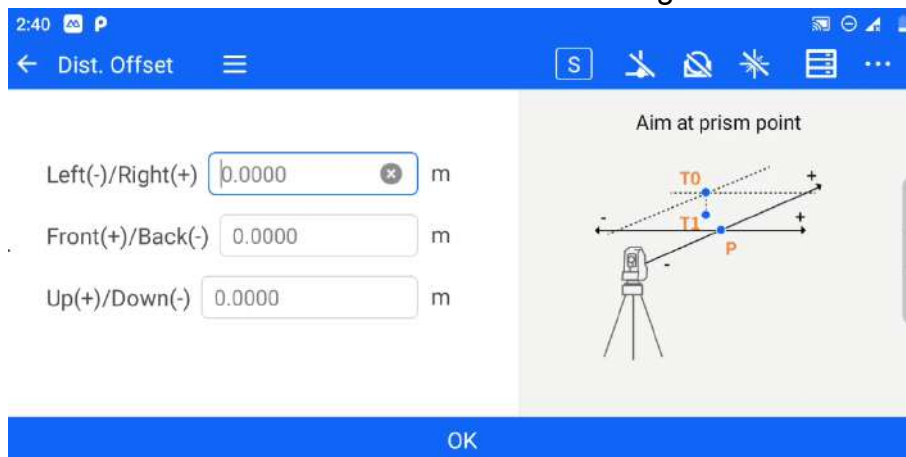 2:40
Dist. Offset
S
Aim at prism point
Left(-)/Right(+) 0.0000 m
Front(+)/Back(-) 0.0000 m
Up(+)/Down(-) 0.0000 m
T0
+
-
T1
+
P
-
OK